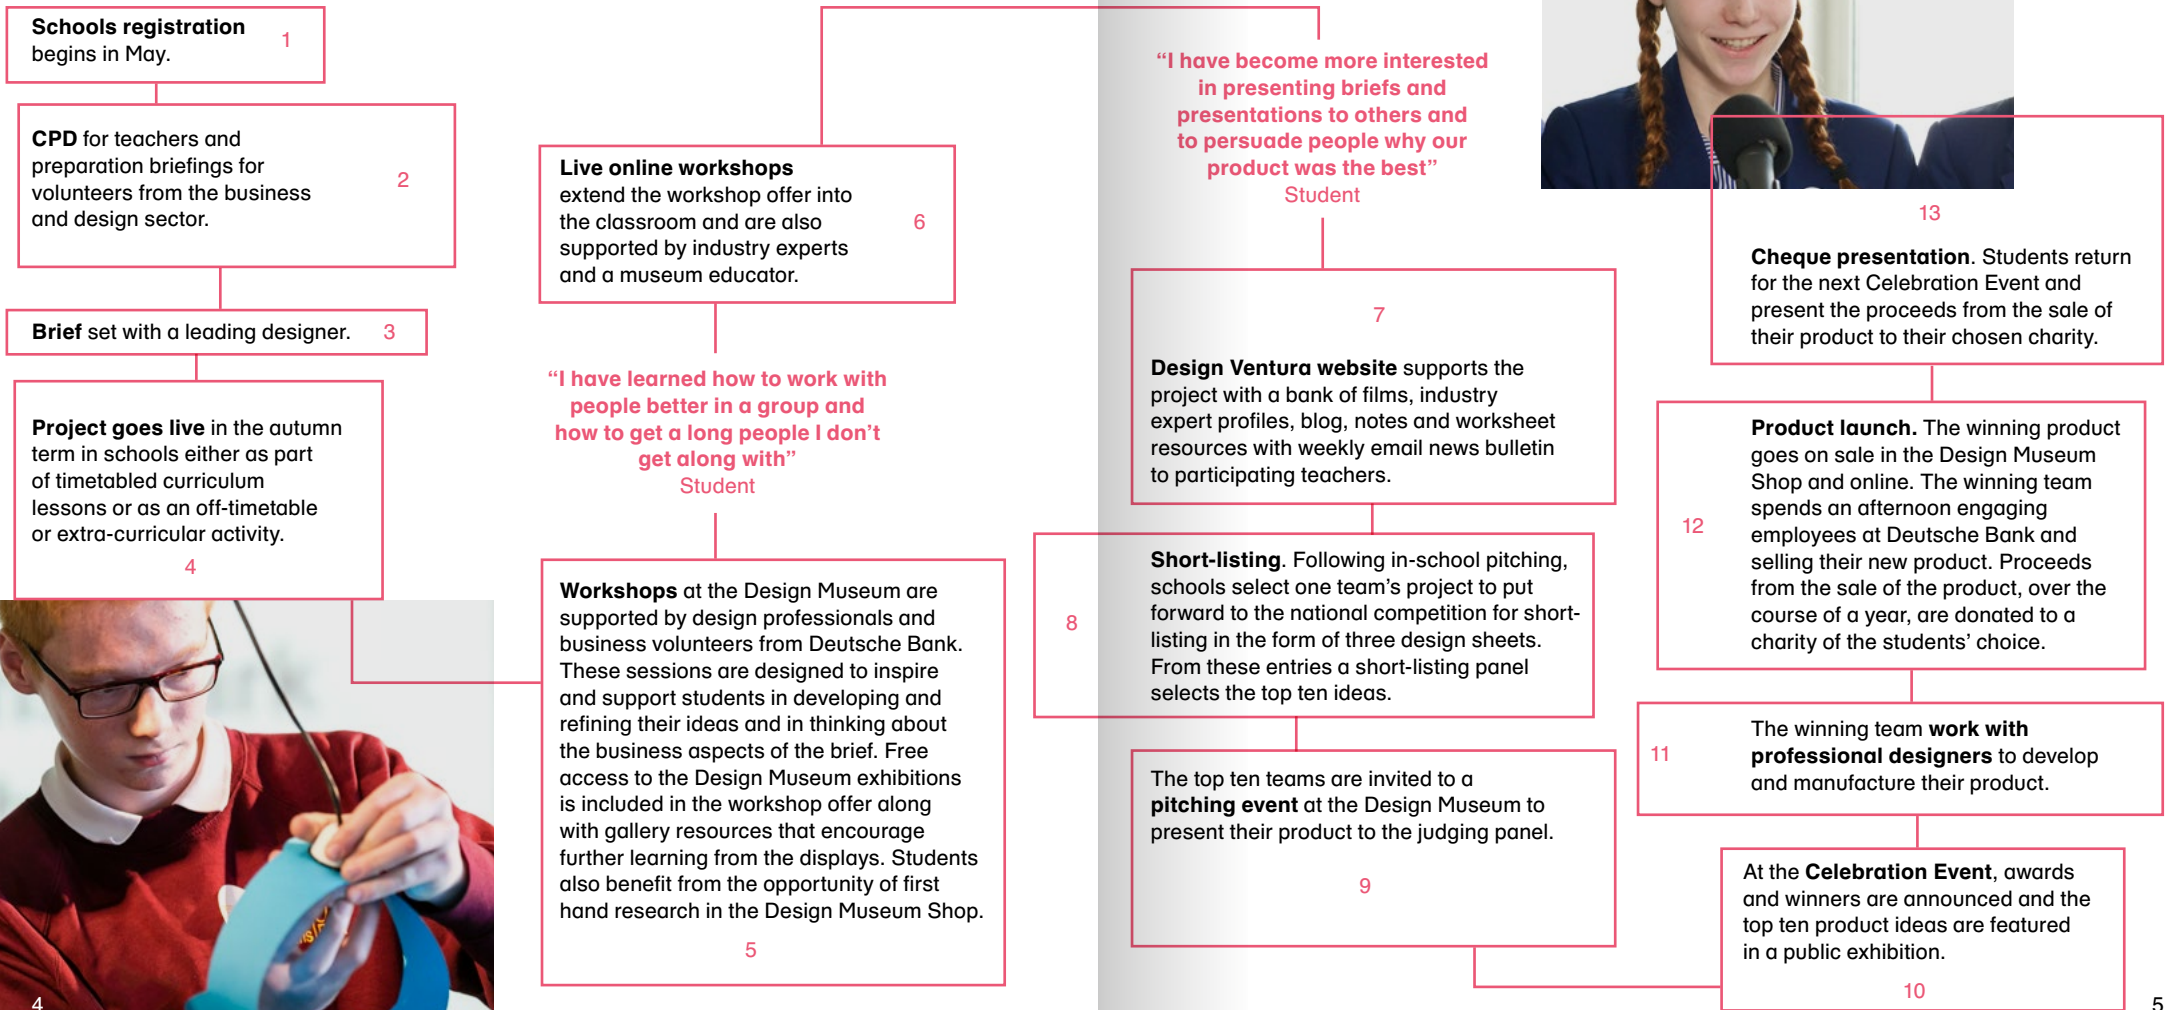 Schools registration
begins in May.
1
CPD for teachers and
preparation briefings for
volunteers from the business
and design sector.
2
Brief set with a leading designer.
3
Project goes live in the autumn
term in schools either as part
of timetabled curriculum
lessons or as an off-timetable
or extra-curricular activity.
4
Workshops at the Design Museum are
supported by design professionals and
business volunteers from Deutsche Bank.
These sessions are designed to inspire
and support students in developing and
refining their ideas and in thinking about
the business aspects of the brief. Free
access to the Design Museum exhibitions
is included in the workshop offer along
with gallery resources that encourage
further learning from the displays. Students
also benefit from the opportunity of first
hand research in the Design Museum Shop.
5
“I have learned how to work with
people better in a group and
how to get a long people I don’t
get along with”
Student
Live online workshops
extend the workshop offer into
the classroom and are also
supported by industry experts
and a museum educator.
6
“I have become more interested
in presenting briefs and
presentations to others and
to persuade people why our
product was the best”
Student
7
Design Ventura website supports the
project with a bank of films, industry
expert profiles, blog, notes and worksheet
resources with weekly email news bulletin
to participating teachers.
8
Short-listing. Following in-school pitching,
schools select one team’s project to put
forward to the national competition for short-
listing in the form of three design sheets.
From these entries a short-listing panel
selects the top ten ideas.
The top ten teams are invited to a
pitching event at the Design Museum to
present their product to the judging panel.
9
At the Celebration Event, awards
and winners are announced and the
top ten product ideas are featured
in a public exhibition.
10
11
The winning team work with
professional designers to develop
and manufacture their product.
12
Product launch. The winning product
goes on sale in the Design Museum
Shop and online. The winning team
spends an afternoon engaging
employees at Deutsche Bank and
selling their new product. Proceeds
from the sale of the product, over the
course of a year, are donated to a
charity of the students’ choice.
13
Cheque presentation. Students return
for the next Celebration Event and
present the proceeds from the sale of
their product to their chosen charity.
4
5